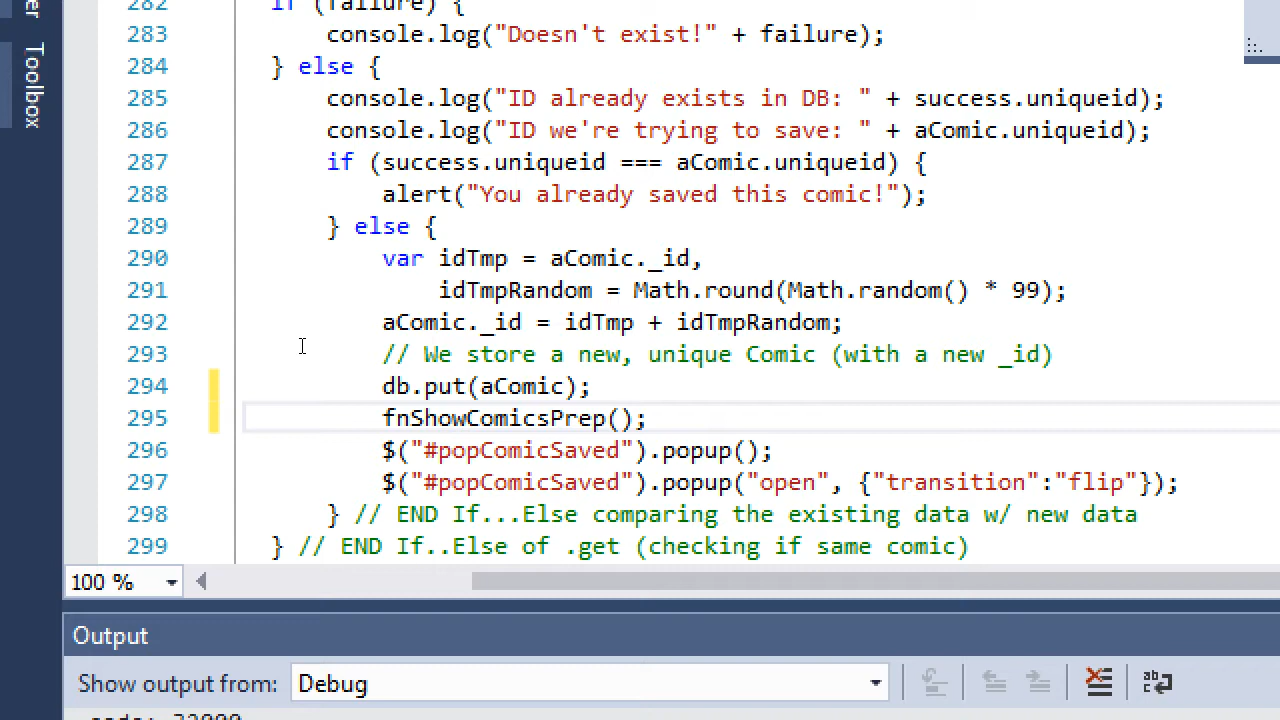 er
Toolbox
282 if (failure) {
283 console.log("Doesn't exist!" + failure);
284 } else {
285 console.log("ID already exists in DB: " + success.uniqueid);
286 console.log("ID we're trying to save: " + aComic.uniqueid);
287 if (success.uniqueid === aComic.uniqueid) {
288 alert("You already saved this comic!");
289 } else {
290 var idTmp = aComic._id,
291 idTmpRandom = Math.round(Math.random() * 99);
292 aComic._id = idTmp + idTmpRandom;
293 // We store a new, unique Comic (with a new _id)
294 db.put(aComic);
295 fnShowComicsPrep();
296 $("#popComicSaved").popup();
297 $("#popComicSaved").popup("open", {"transition":"flip"});
298 } // END If...Else comparing the existing data w/ new data
299 } // END If..Else of .get (checking if same comic)
100 %
Output
Show output from: Debug